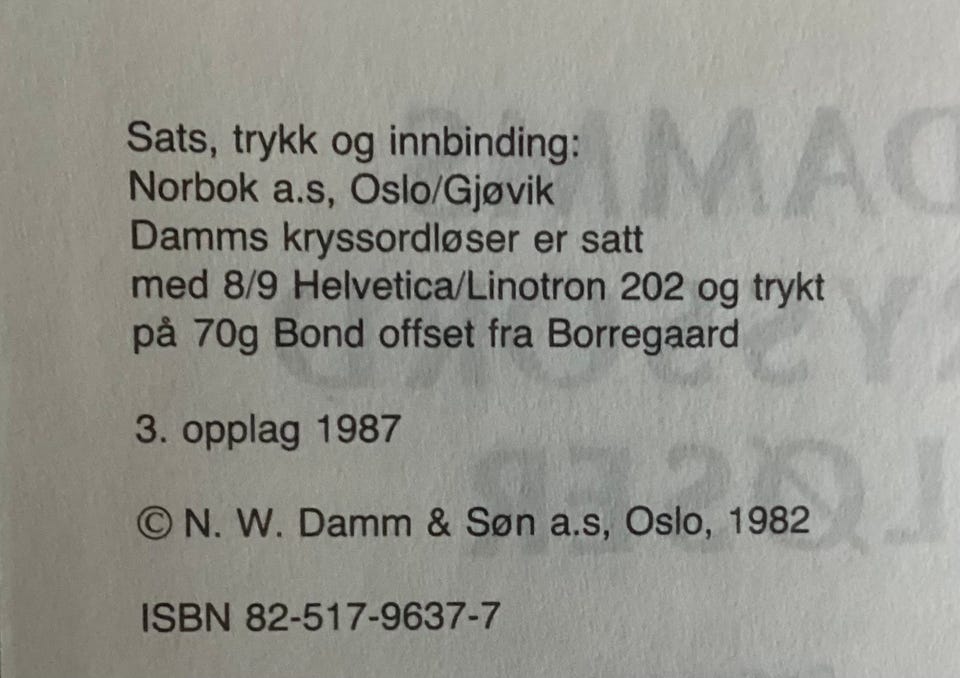 Sats, trykk og innbinding:
Norbok a.s, Oslo/Gjøvik
Damms kryssordløser er satt
med 8/9 Helvetica/Linotron 202 og trykt
på 70g Bond offset fra Borregaard
3. opplag 1987
© N. W. Damm & Søn a.s, Oslo, 1982
ISBN 82-517-9637-7